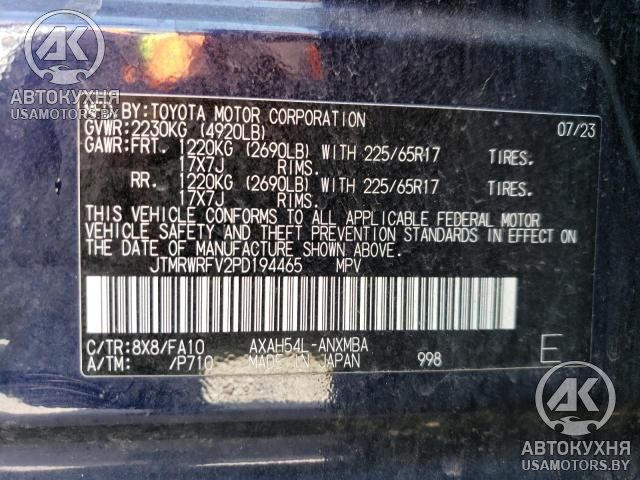 AK
АВТОКУХНЯ
USAMOTORS.BY
MFD. BY: TOYOTA MOTOR CORPORATION 07/23
GVWR: 2230KG (4920LB)
GAWR: FRT. 1220KG (2690LB) WITH 225/65R17 TIRES.
17X7J RIMS.
RR. 1220KG (2690LB) WITH 225/65R17 TIRES.
17X7J RIMS.
THIS VEHICLE CONFORMS TO ALL APPLICABLE FEDERAL MOTOR
VEHICLE SAFETY AND THEFT PREVENTION STANDARDS IN EFFECT ON
THE DATE OF MANUFACTURE SHOWN ABOVE.
JTMRWRFV2PD194465 MPV
C/TR: 8X8/FA10 AXAH54L-ANXMBA
A/TM: /P710 MADE IN JAPAN 998 E
AK
АВТОКУХНЯ
USAMOTORS.BY